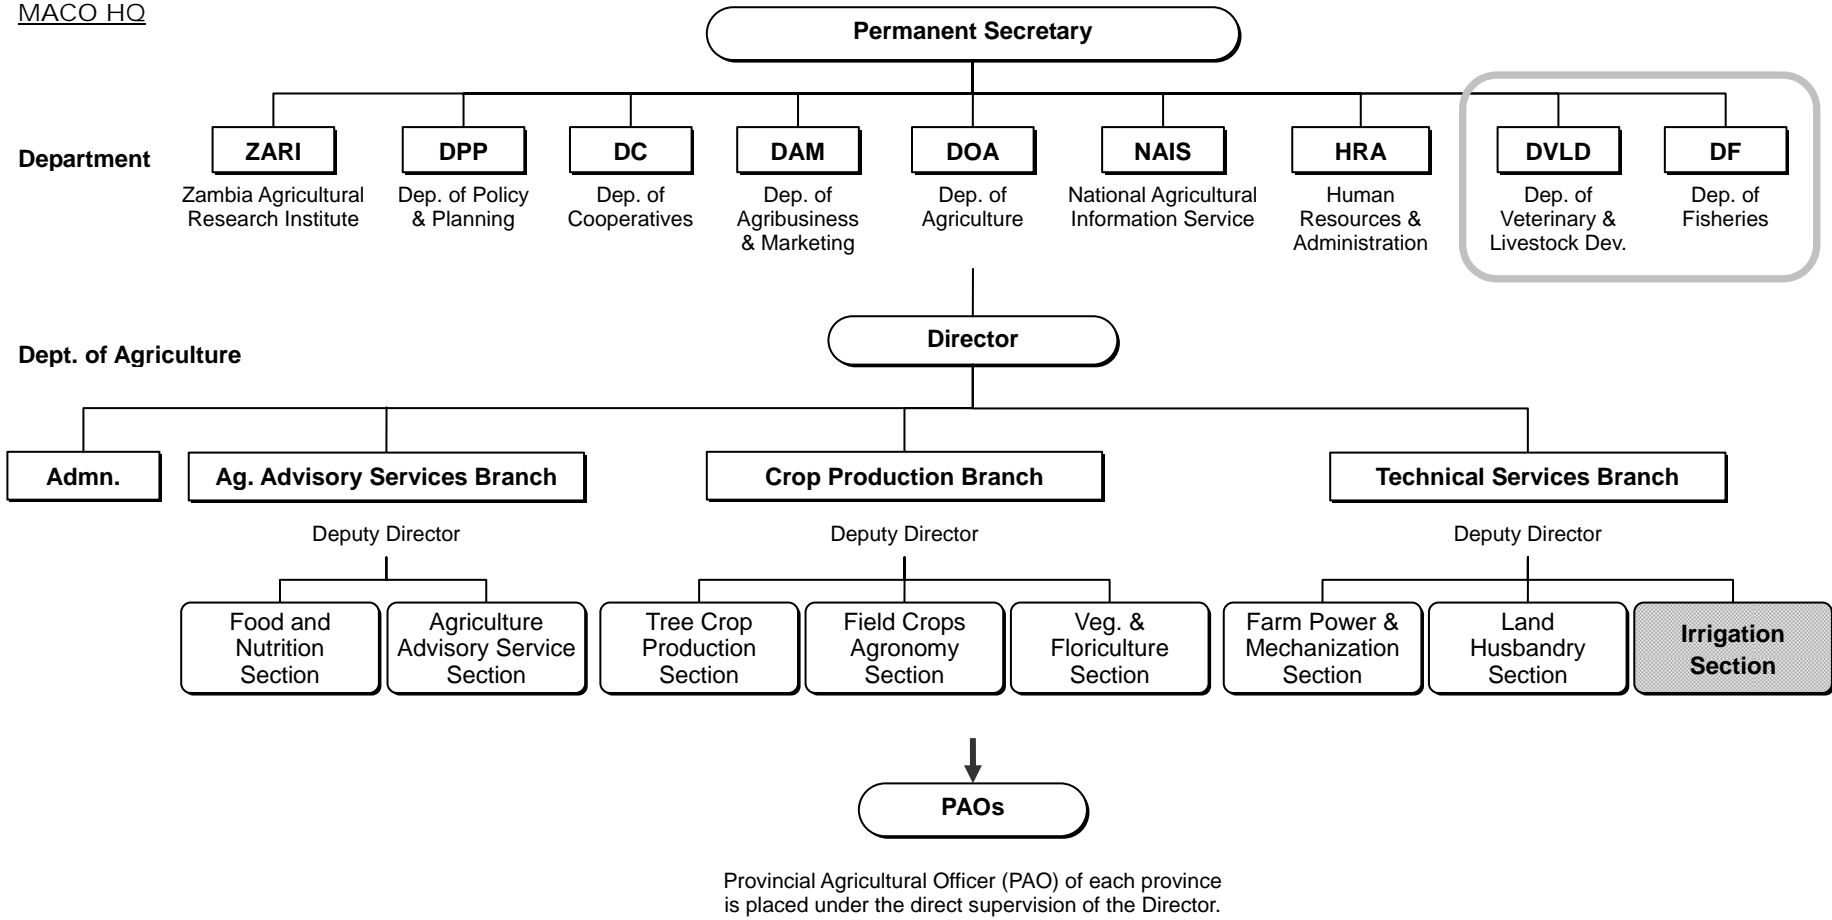 MACO HQ
Permanent Secretary
Department
ZARI
DPP
DC
DAM
DOA
NAIS
HRA
DVLD
DF
Zambia Agricultural
Research Institute
Dep. of Policy
& Planning
Dep. of
Cooperatives
Dep. of
Agribusiness
& Marketing
Dep. of
Agriculture
National Agricultural
Information Service
Human
Resources &
Administration
Dep. of
Veterinary &
Livestock Dev.
Dep. of
Fisheries
Director
Dept. of Agriculture
Admn.
Ag. Advisory Services Branch
Crop Production Branch
Technical Services Branch
Deputy Director
Deputy Director
Deputy Director
Food and
Nutrition
Section
Agriculture
Advisory Service
Section
Tree Crop
Production
Section
Field Crops
Agronomy
Section
Veg. &
Floriculture
Section
Farm Power &
Mechanization
Section
Land
Husbandry
Section
Irrigation
Section
PAOs
Provincial Agricultural Officer (PAO) of each province
is placed under the direct supervision of the Director.